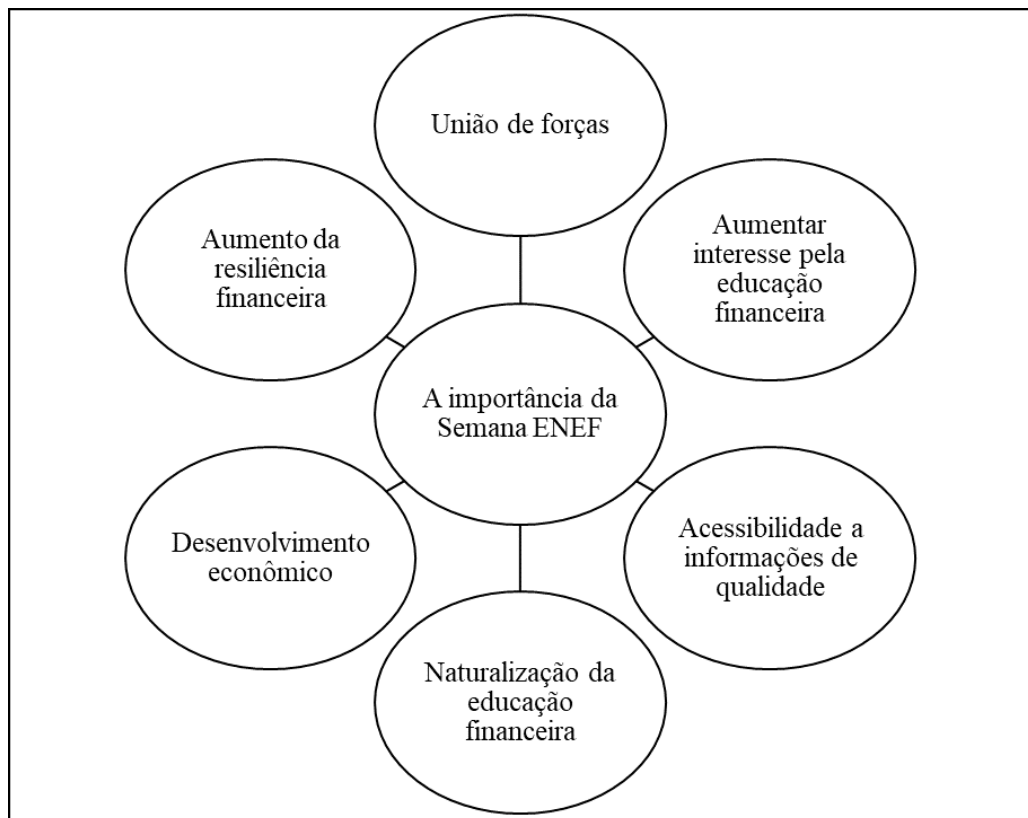 União de forças
Aumento da
resiliência
financeira
Aumentar
interesse pela
educação
financeira
A importância da
Semana ENEF
Desenvolvimento
econômico
Acessibilidade a
informações de
qualidade
Naturalização da
educação
financeira